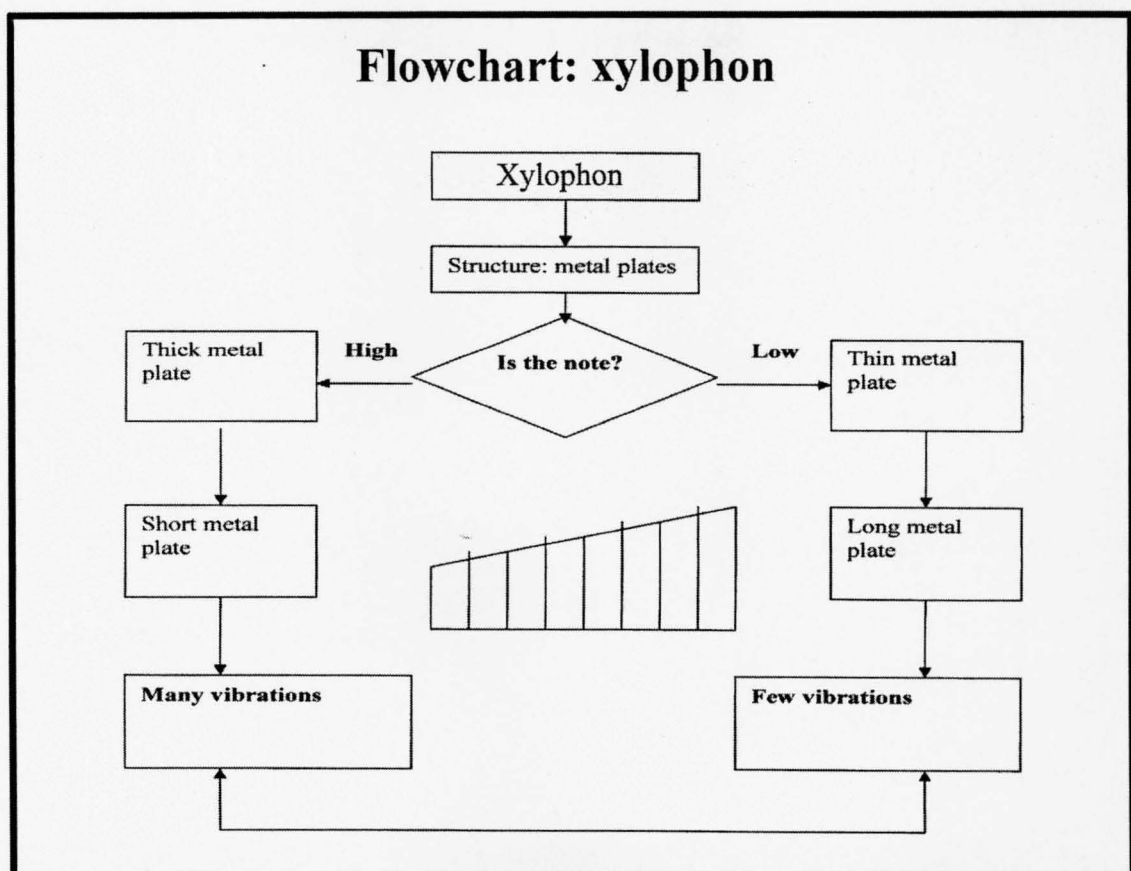 Flowchart: xylophon
Xylophon
Structure: metal plates
Is the note?
High
Low
Thick metal
plate
Thin metal
plate
Short metal
plate
Long metal
plate
Many vibrations
Few vibrations